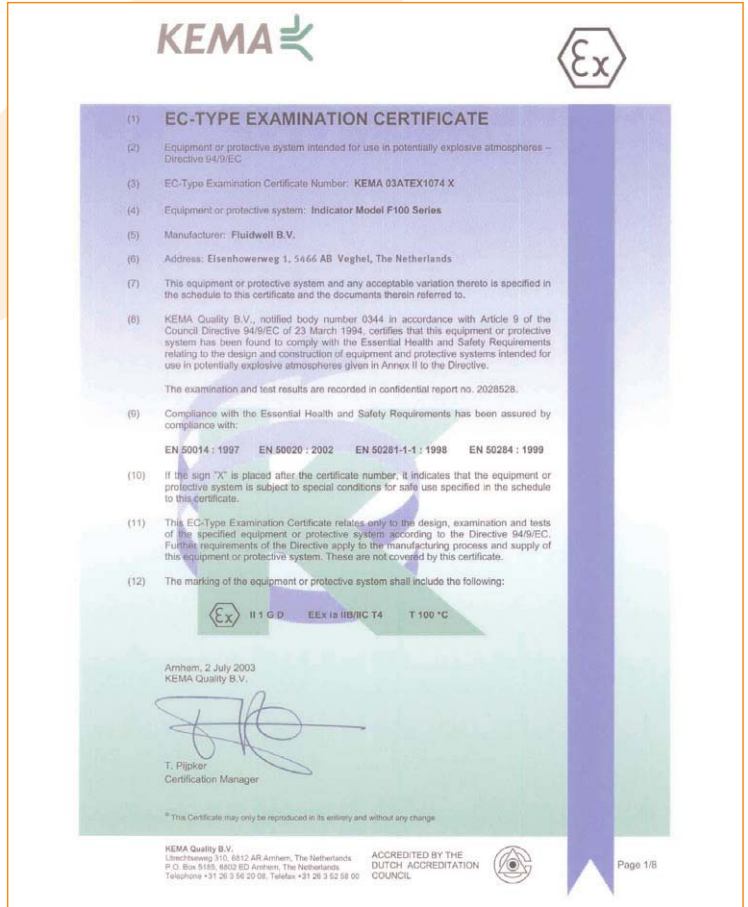 KEMA
Ex
(1) EC-TYPE EXAMINATION CERTIFICATE
(2) Equipment or protective system intended for use in potentially explosive atmospheres –
Directive 94/9/EC
(3) EC-Type Examination Certificate Number: KEMA 03ATEX1074 X
(4) Equipment or protective system: Indicator Model F100 Series
(5) Manufacturer: Fluidwell B.V.
(6) Address: Eisenhowerweg 1, 5466 AB Veghel, The Netherlands
(7) This equipment or protective system and any acceptable variation thereto is specified in
the schedule to this certificate and the documents therein referred to.
(8) KEMA Quality B.V., notified body number 0344 in accordance with Article 9 of the
Council Directive 94/9/EC of 23 March 1994, certifies that this equipment or protective
system has been found to comply with the Essential Health and Safety Requirements
relating to the design and construction of equipment and protective systems intended for
use in potentially explosive atmospheres given in Annex II to the Directive.
The examination and test results are recorded in confidential report no. 2028528.
(9) Compliance with the Essential Health and Safety Requirements has been assured by
compliance with:
EN 50014 : 1997 EN 50020 : 2002 EN 50281-1-1 : 1998 EN 50284 : 1999
(10) If the sign "X" is placed after the certificate number, it indicates that the equipment or
protective system is subject to special conditions for safe use specified in the schedule
to this certificate.
(11) This EC-Type Examination Certificate relates only to the design, examination and tests
of the specified equipment or protective system according to the Directive 94/9/EC.
Further requirements of the Directive apply to the manufacturing process and supply of
this equipment or protective system. These are not covered by this certificate.
(12) The marking of the equipment or protective system shall include the following:
Ex II 1 G D EEx ia IIB/IIC T4 T 100 °C
Arnhem, 2 July 2003
KEMA Quality B.V.
T. Pijpker
Certification Manager
® This Certificate may only be reproduced in its entirety and without any change
KEMA Quality B.V.
Utrechtseweg 310, 6812 AR Arnhem, The Netherlands
P.O. Box 5185, 6802 ED Arnhem, The Netherlands
Telephone +31 26 3 56 20 08, Telefax +31 26 3 52 58 00
ACCREDITED BY THE
DUTCH ACCREDITATION
COUNCIL
Page 1/8